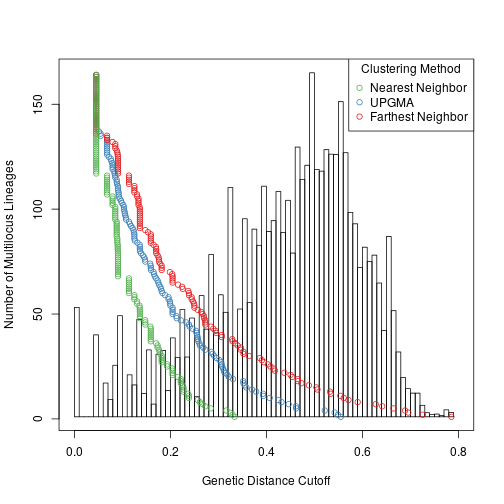 Clustering Method
Nearest Neighbor
UPGMA
Farthest Neighbor
Number of Multilocus Lineages
150
100
50
0
0.0 0.2 0.4 0.6 0.8
Genetic Distance Cutoff